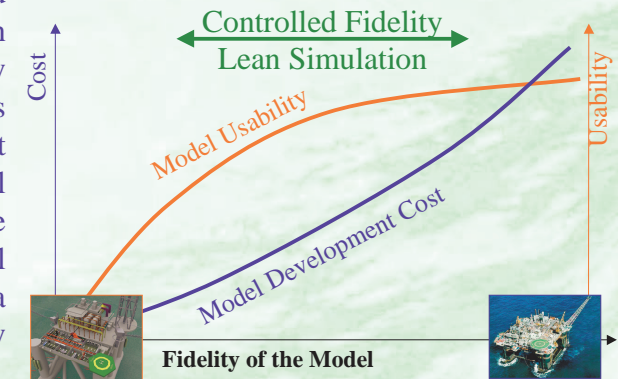 Controlled Fidelity
Lean Simulation
Cost
Usability
Model Usability
Model Development Cost
Fidelity of the Model